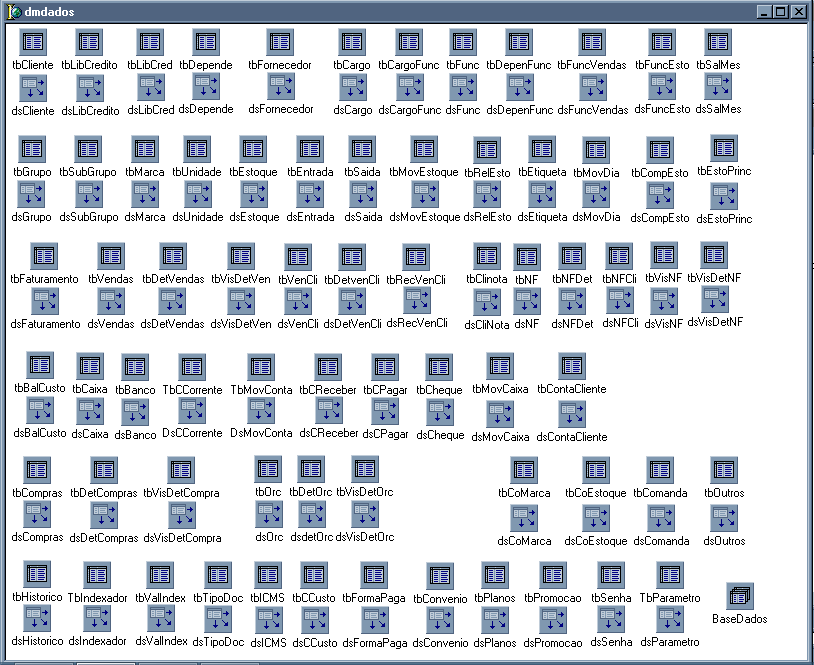 dmdados
tbCliente tbLibCredito tbLibCred tbDepende tbFornecedor tbCargo tbCargoFunc tbFunc tbDepenFunc tbFuncVendas tbFuncEsto tbSalMes
dsCliente dsLibCredito dsLibCred dsDepende dsFornecedor dsCargo dsCargoFunc dsFunc dsDepenFunc dsFuncVendas dsFuncEsto dsSalMes
tbGrupo tbSubGrupo tbMarca tbUnidade tbEstoque tbEntrada tbSaida tbMovEstoque tbRelEsto tbEtiqueta tbMovDia tbCompEsto tbEstoPrinc
dsGrupo dsSubGrupo dsMarca dsUnidade dsEstoque dsEntrada dsSaida dsMovEstoque dsRelEsto dsEtiqueta dsMovDia dsCompEsto dsEstoPrinc
tbFaturamento tbVendas tbDetVendas tbVisDetVen tbVenCli tbDetvenCli tbRecVenCli tbClinota tbNF tbNFDet tbNFCli tbVisNF tbVisDetNF
dsFaturamento dsVendas dsDetVendas dsVisDetVen dsVenCli dsDetVenCli dsRecVenCli dsCliNota dsNF dsNFDet dsNFCli dsVisNF dsVisDetNF
tbBalCusto tbCaixa tbBanco TbCCorrente TbMovConta tbCReceber tbCPagar tbCheque tbMovCaixa tbContaCliente
dsBalCusto dsCaixa dsBanco DsCCorrente DsMovConta dsCReceber dsCPagar dsCheque dsMovCaixa dsContaCliente
tbCompras tbDetCompras tbVisDetCompra tbOrc tbDetOrc tbVisDetOrc tbCoMarca tbCoEstoque tbComanda tbOutros
dsCompras dsDetCompras dsVisDetCompra dsOrc dsdetOrc dsVisDetOrc dsCoMarca dsCoEstoque dsComanda dsOutros
tbHistorico TbIndexador tbValIndex tbTipoDoc tbICMS tbCCusto tbFormaPaga tbConvenio tbPlanos tbPromocao tbSenha TbParametro
dsHistorico dsIndexador dsValIndex dsTipoDoc dsICMS dsCCusto dsFormaPaga dsConvenio dsPlanos dsPromocao dsSenha dsParametro
BaseDados